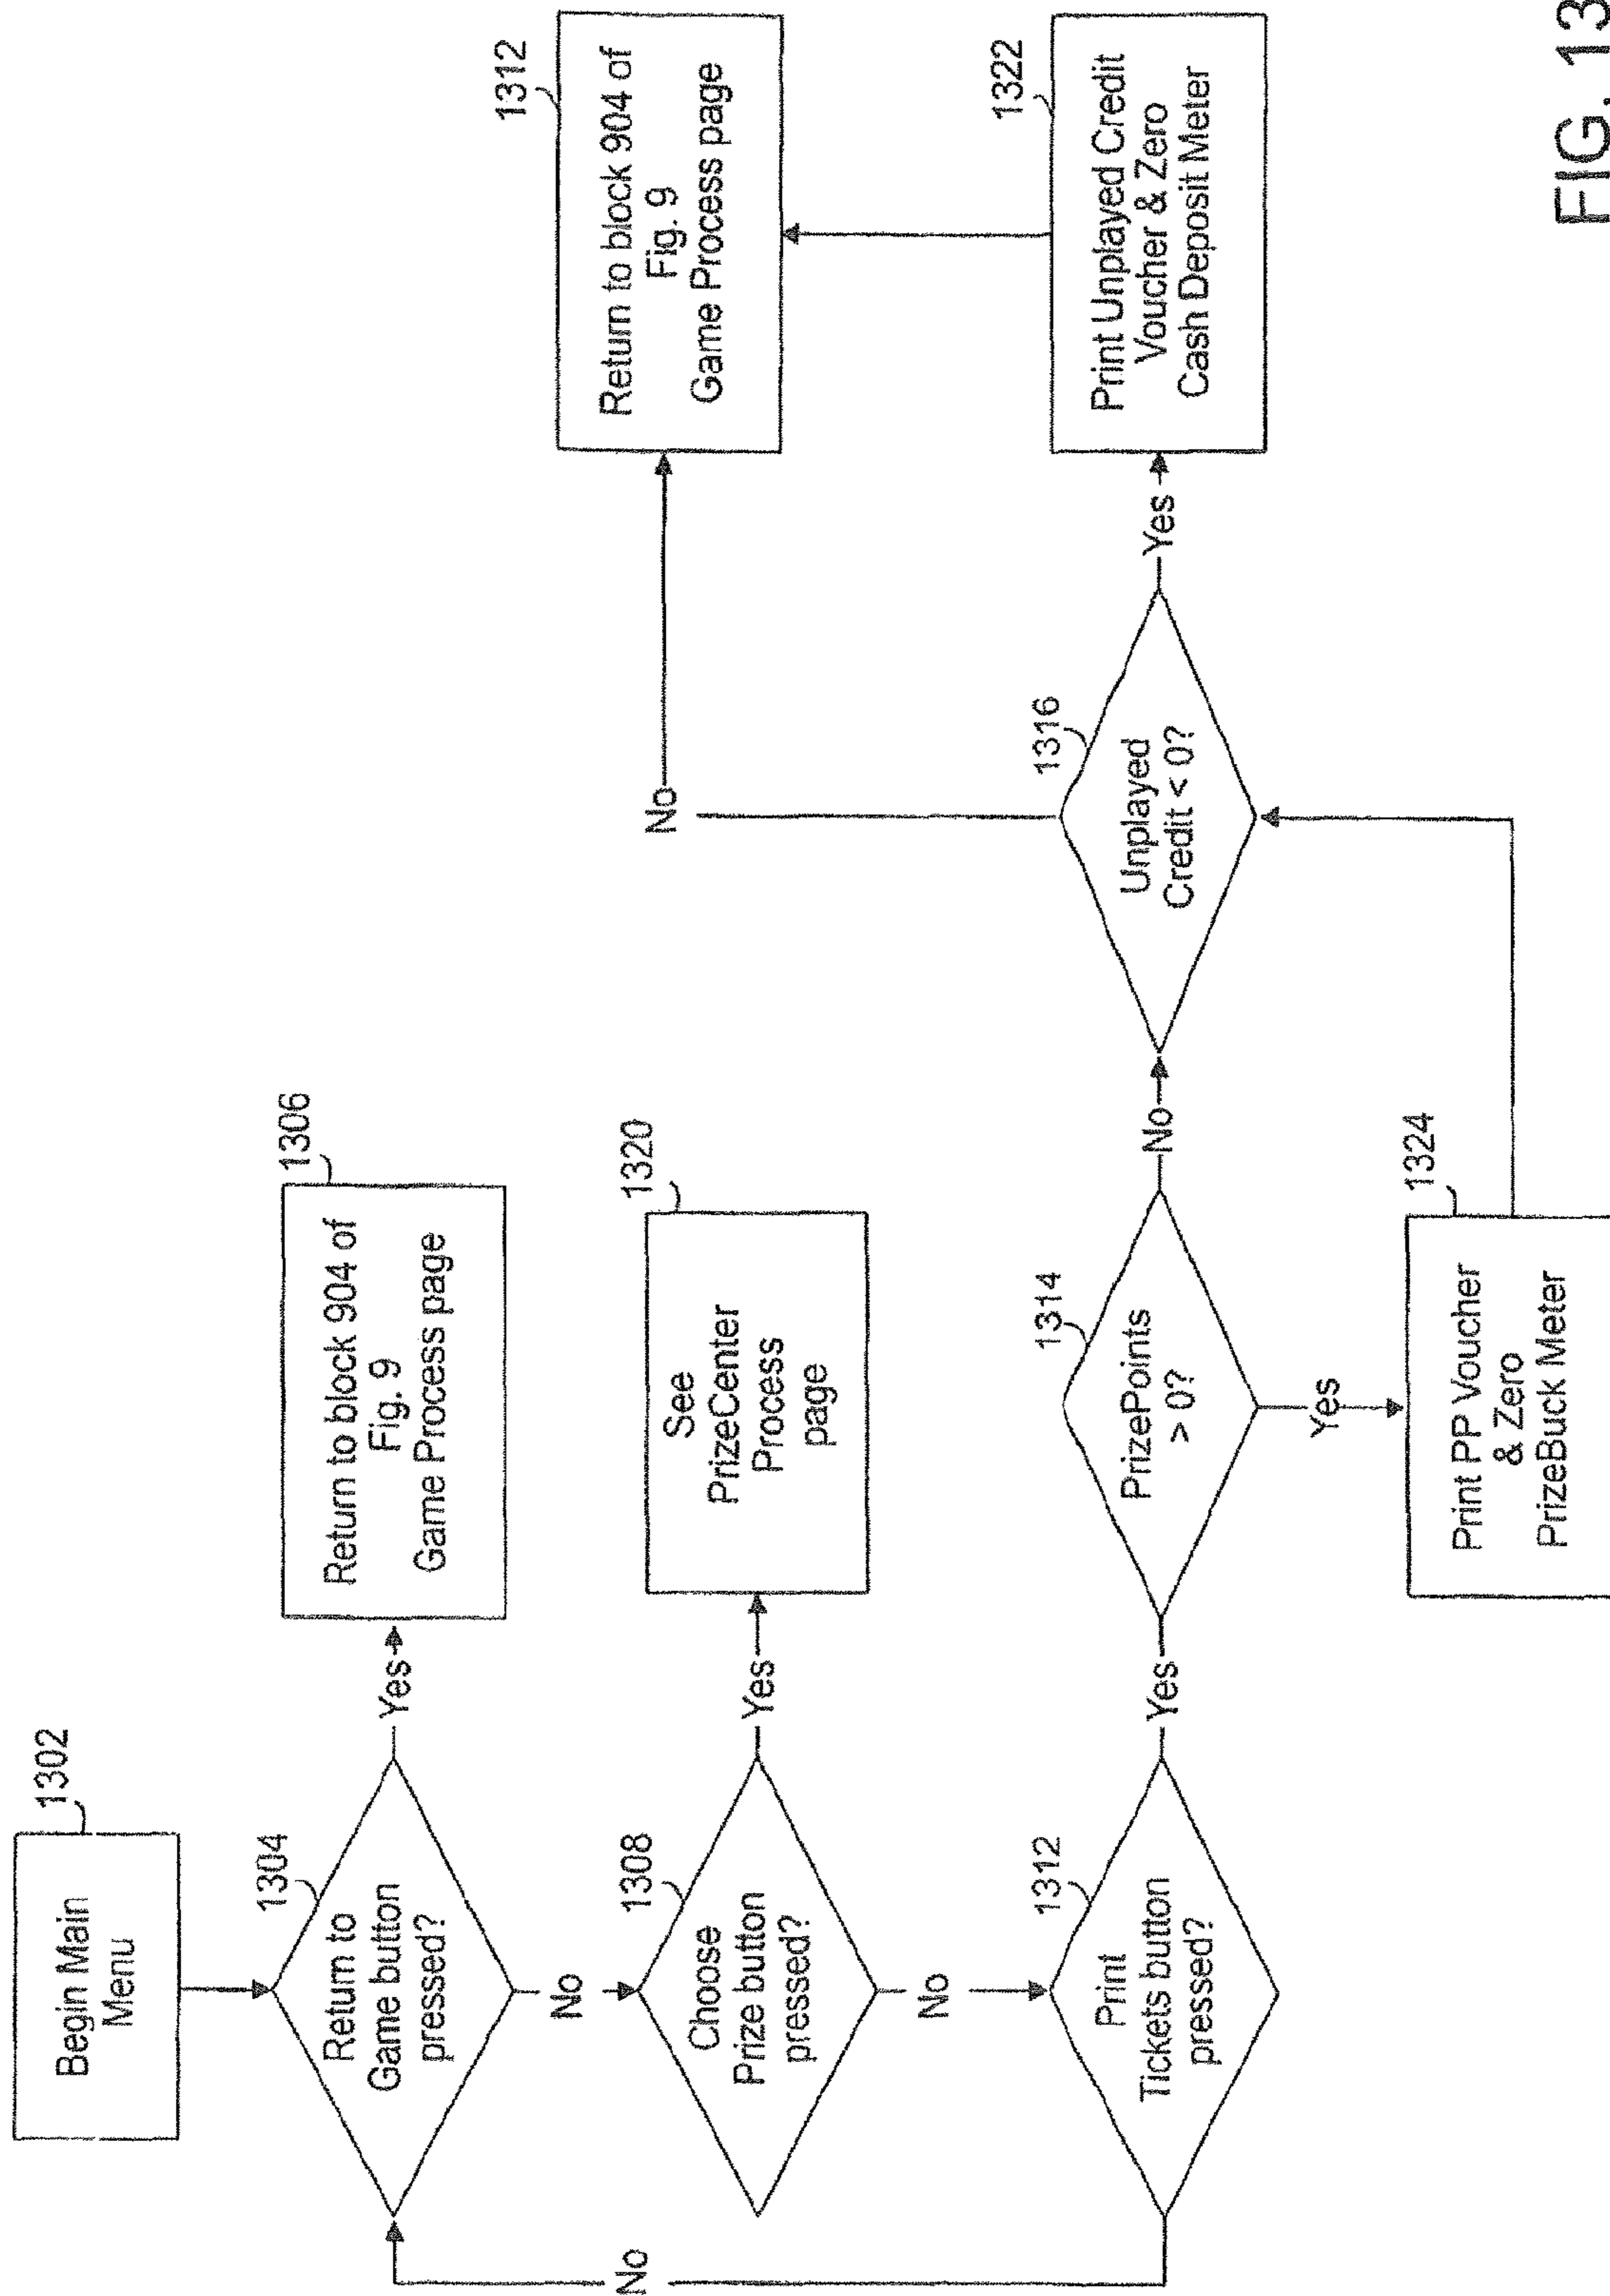 1302
Begin Main
Menu
1304
Return to
Game button
pressed?
Yes
1306
Return to block 904 of
Fig. 9
Game Process page
No
1308
Choose
Prize button
pressed?
Yes
1320
See
PrizeCenter
Process
page
No
1312
Print
Tickets button
pressed?
No
Yes
1314
PrizePoints
> 0?
Yes
1324
Print PP Voucher
& Zero
PrizeBuck Meter
No
1316
Unplayed
Credit < 0?
No
1312
Return to block 904 of
Fig. 9
Game Process page
Yes
1322
Print Unplayed Credit
Voucher & Zero
Cash Deposit Meter
FIG. 13